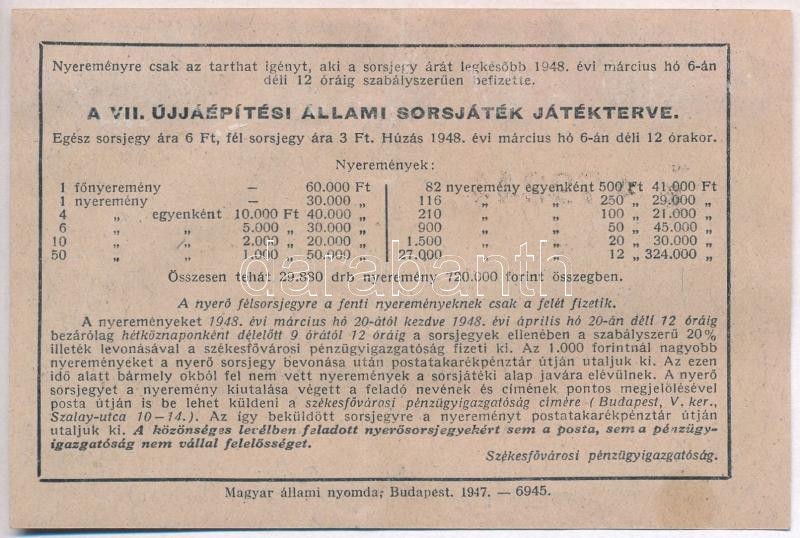 Nyereményre csak az tarthat igényt, aki a sorsjegy árát legkésőbb 1948. évi március hó 6-án
déli 12 óráig szabályszerűen befizette.
A VII. ÚJJÁÉPÍTÉSI ÁLLAMI SORSJÁTÉK JÁTÉKTERVE.
Egész sorsjegy ára 6 Ft, fél sorsjegy ára 3 Ft. Húzás 1948. évi március hó 6-án déli 12 órakor.
Nyeremények:
1 főnyeremény — 60.000 Ft
1 nyeremény — 30.000 „
4 „ egyenként 10.000 Ft 40.000 „
6 „ „ 5.000 „ 30.000 „
10 „ „ 2.000 „ 20.000 „
50 „ „ 1.000 „ 50.000 „
82 nyeremény egyenként 500 Ft 41.000 Ft
116 „ „ 250 „ 29.000 „
210 „ „ 100 „ 21.000 „
900 „ „ 50 „ 45.000 „
1.500 „ „ 20 „ 30.000 „
27.000 „ „ 12 „ 324.000 „
Összesen tehát 29.880 drb nyeremény 720.000 forint összegben.
A nyerő félsorsjegyre a fenti nyereményeknek csak a felét fizetik.
A nyereményeket 1948. évi március hó 20-ától kezdve 1948. évi április hó 20-án déli 12 óráig
bezárólag hétköznaponként délelőtt 9 órától 12 óráig a sorsjegyek ellenében a szabályszerű 20%
illeték levonásával a székesfővárosi pénzügyigazgatóság fizeti ki. Az 1.000 forintnál nagyobb
nyereményeket a nyerő sorsjegy bevonása után postatakarékpénztár útján utaljuk ki. Az ezen
idő alatt bármely okból fel nem vett nyeremények a sorsjátéki alap javára elévülnek. A nyerő
sorsjegyet a nyeremény kiutalása végett a feladó nevének és címének pontos megjelölésével
posta útján is be lehet küldeni a székesfővárosi pénzügyigazgatóság címére (Budapest, V. ker.,
Szalay-utca 10—14.). Az így beküldött sorsjegyre a nyereményt postatakarékpénztár útján
utaljuk ki. A közönséges levélben feladott nyerősorsjegyekért sem a posta, sem a pénzügy-
igazgatóság nem vállal felelősséget.
Székesfővárosi pénzügyigazgatóság.
Magyar állami nyomda, Budapest. 1947. — 6945.
darabanth